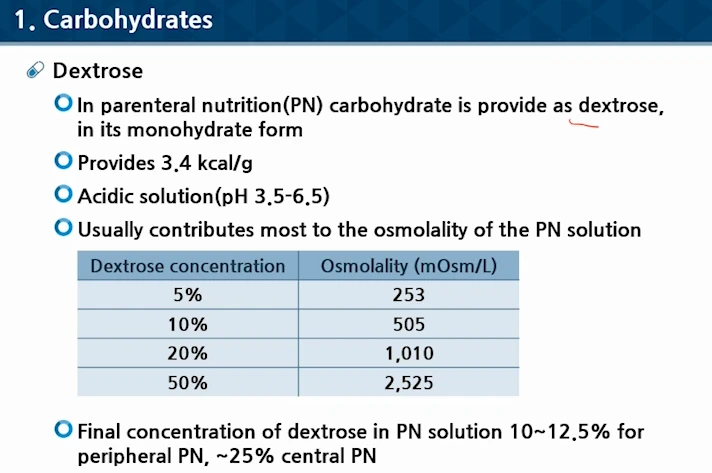 1. Carbohydrates
Dextrose
In parenteral nutrition(PN) carbohydrate is provide as dextrose,
in its monohydrate form
Provides 3.4 kcal/g
Acidic solution(pH 3.5-6.5)
Usually contributes most to the osmolality of the PN solution
Dextrose concentration Osmolality (mOsm/L)
5% 253
10% 505
20% 1,010
50% 2,525
Final concentration of dextrose in PN solution 10~12.5% for
peripheral PN, ~25% central PN